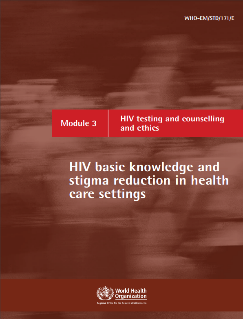 WHO-EM/STD/171/E
Module 3
HIV testing and counselling
and ethics
HIV basic knowledge and
stigma reduction in health
care settings
World Health
Organization